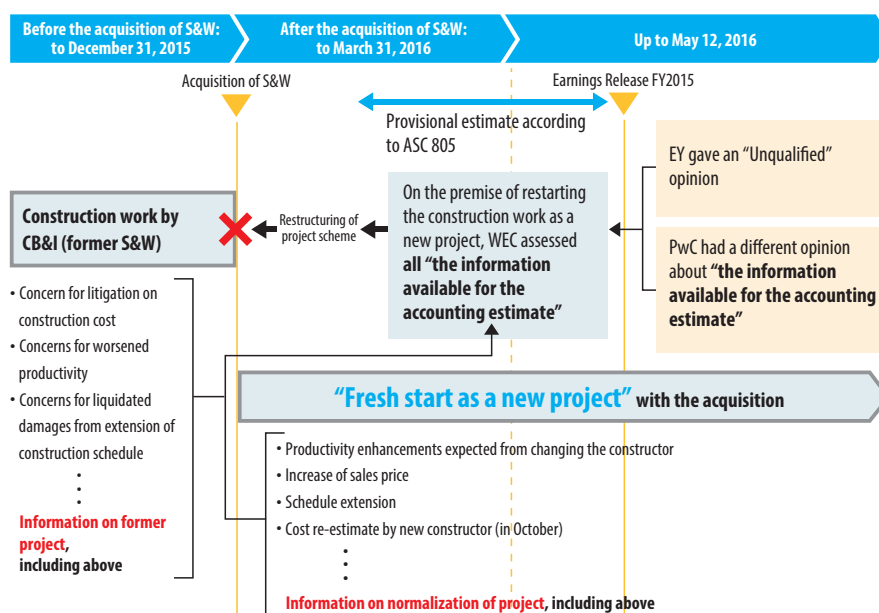 Before the acquisition of S&W:
to December 31, 2015
After the acquisition of S&W:
to March 31, 2016
Up to May 12, 2016
Acquisition of S&W
Earnings Release FY2015
Provisional estimate according
to ASC 805
EY gave an “Unqualified”
opinion
Construction work by
CB&I (former S&W)
Restructuring of
project scheme
On the premise of restarting
the construction work as a
new project, WEC assessed
all “the information
available for the
accounting estimate”
PwC had a different opinion
about “the information
available for the accounting
estimate”
• Concern for litigation on
construction cost
• Concerns for worsened
productivity
• Concerns for liquidated
damages from extension of
construction schedule
Information on former
project,
including above
“Fresh start as a new project” with the acquisition
• Productivity enhancements expected from changing the constructor
• Increase of sales price
• Schedule extension
• Cost re-estimate by new constructor (in October)
Information on normalization of project, including above